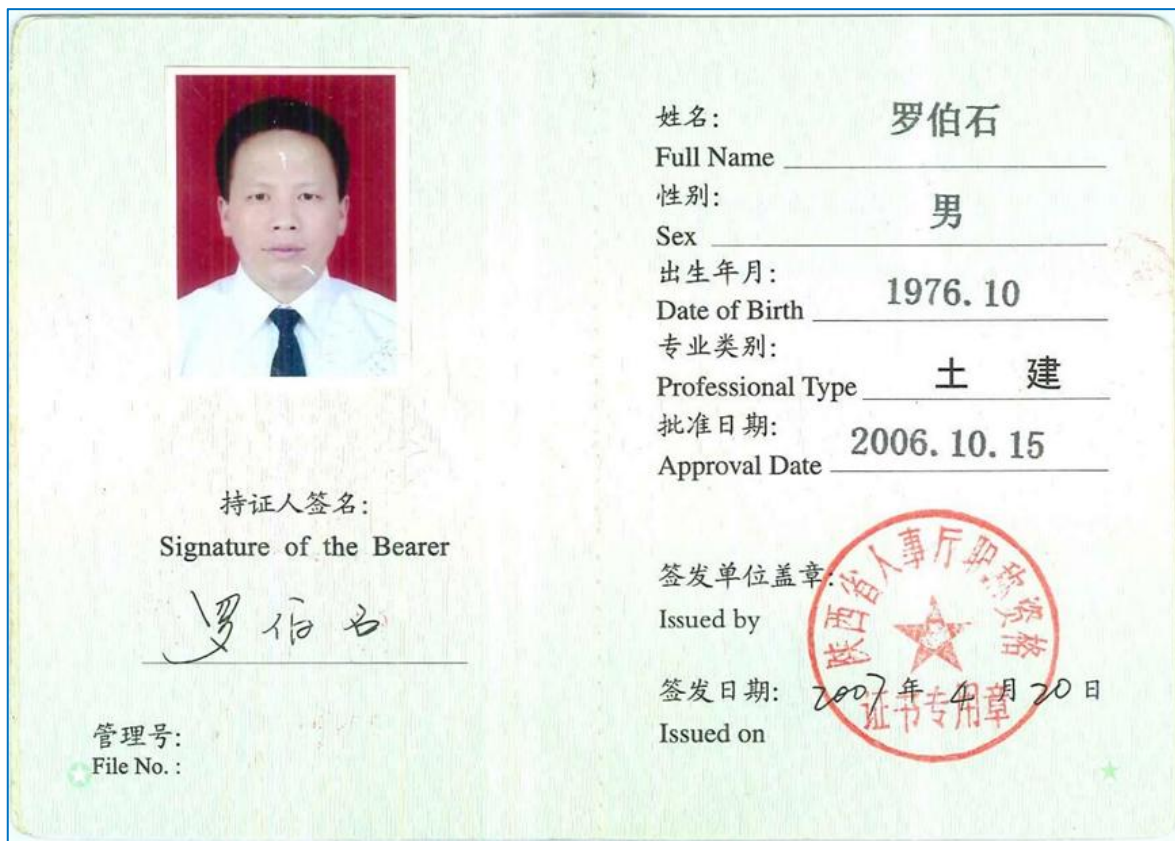 持证人签名:
Signature of the Bearer
罗伯石
管理号:
File No. :
姓名: 罗伯石
Full Name
性别: 男
Sex
出生年月: 1976.10
Date of Birth
专业类别: 土 建
Professional Type
批准日期: 2006.10.15
Approval Date
签发单位盖章:
Issued by
陕西省人事厅职称资格
证书专用章
签发日期: 2007年4月20日
Issued on